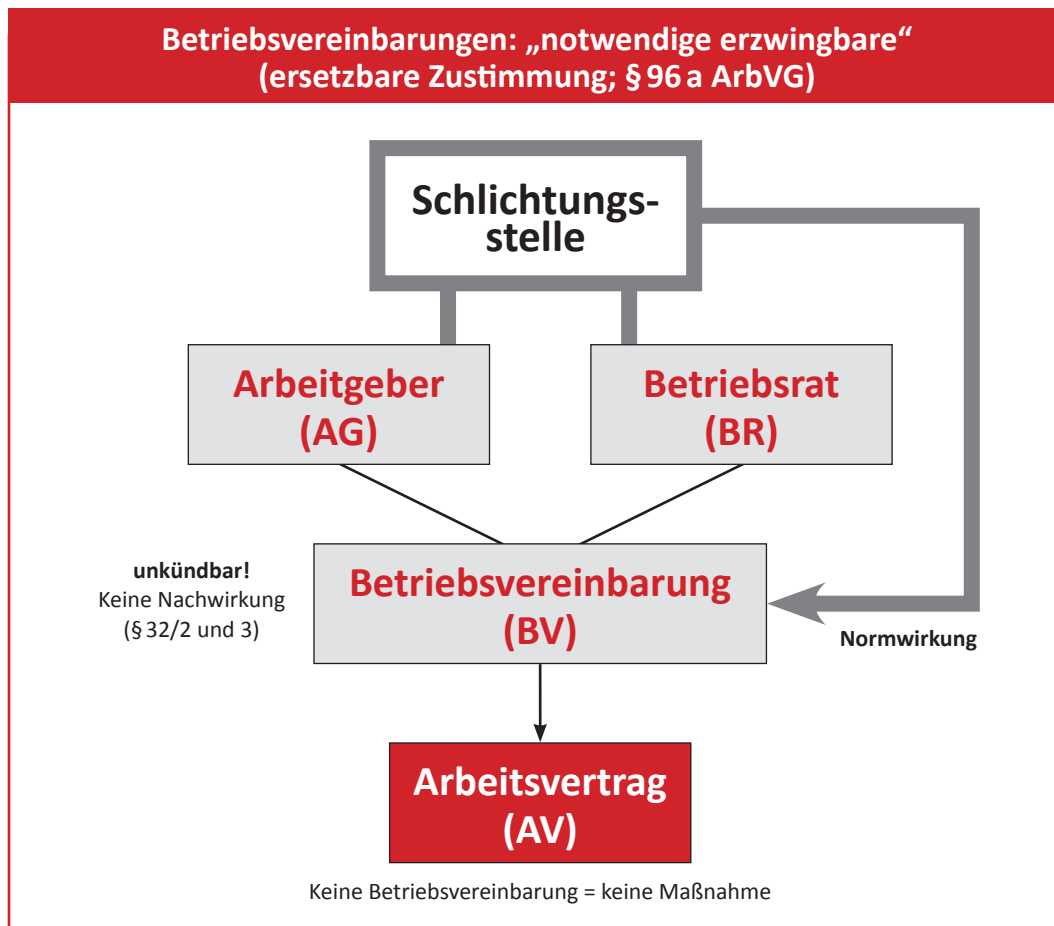 Betriebsvereinbarungen: „notwendige erzwingbare“
(ersetzbare Zustimmung; § 96 a ArbVG)
Schlichtungs-
stelle
Arbeitgeber
(AG)
Betriebsrat
(BR)
unkündbar!
Keine Nachwirkung
(§ 32/2 und 3)
Betriebsvereinbarung
(BV)
Normwirkung
Arbeitsvertrag
(AV)
Keine Betriebsvereinbarung = keine Maßnahme